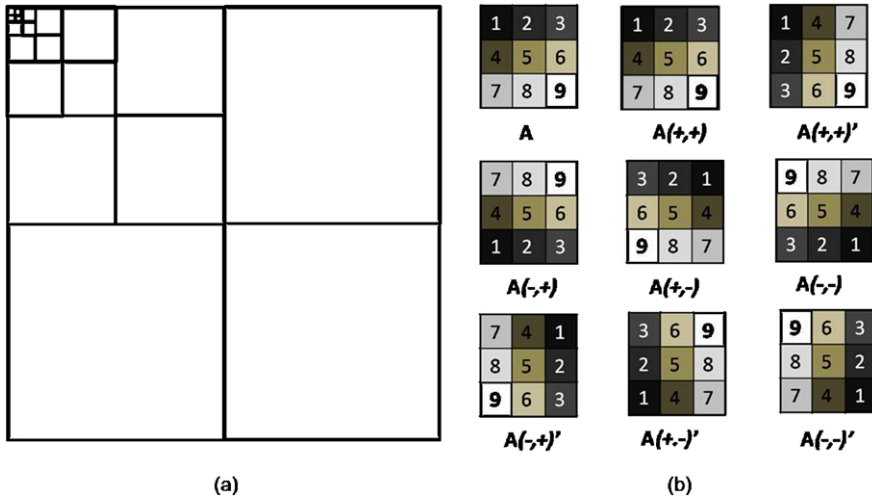 1 2 3
4 5 6
7 8 9
A
1 2 3
4 5 6
7 8 9
A(+,+)
1 4 7
2 5 8
3 6 9
A(+,+)'
7 8 9
4 5 6
1 2 3
A(-,+)
3 2 1
6 5 4
9 8 7
A(+,-)
9 8 7
6 5 4
3 2 1
A(-,-)
7 4 1
8 5 2
9 6 3
A(-,+)'
3 6 9
2 5 8
1 4 7
A(+,-)'
9 6 3
8 5 2
7 4 1
A(-,-)'
(a)
(b)